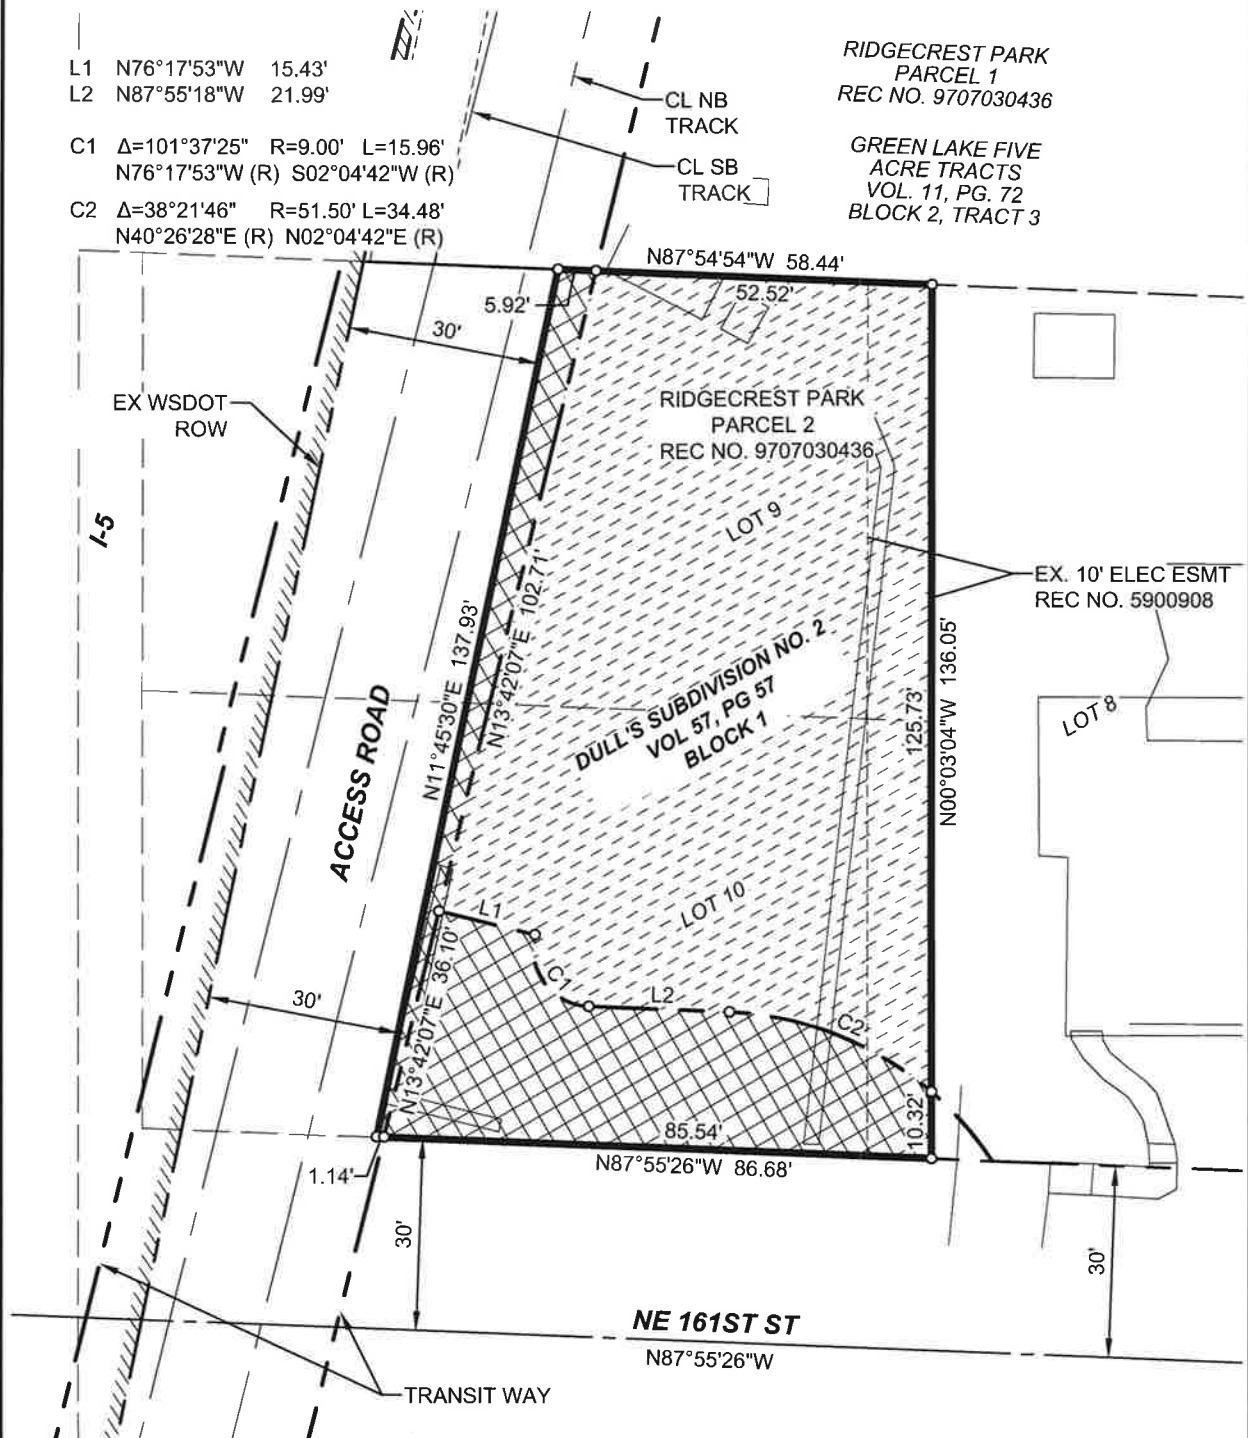 L1 N76°17'53"W 15.43'
L2 N87°55'18"W 21.99'
C1 Δ=101°37'25" R=9.00' L=15.96'
N76°17'53"W (R) S02°04'42"W (R)
C2 Δ=38°21'46" R=51.50' L=34.48'
N40°26'28"E (R) N02°04'42"E (R)
CL NB
TRACK
CL SB
TRACK
RIDGECREST PARK
PARCEL 1
REC NO. 9707030436
GREEN LAKE FIVE
ACRE TRACTS
VOL. 11, PG. 72
BLOCK 2, TRACT 3
N87°54'54"W 58.44'
5.92'
52.52'
30'
EX WSDOT
ROW
RIDGECREST PARK
PARCEL 2
REC NO. 9707030436
I-5
LOT 9
EX. 10' ELEC ESMT
REC NO. 5900908
N11°45'30"E 137.93'
N13°42'07"E 102.71'
DULL'S SUBDIVISION NO. 2
VOL 57, PG 57
BLOCK 1
125.73'
N00°03'04"W 136.05'
LOT 8
ACCESS ROAD
LOT 10
L1
C1
L2
C2
30'
N13°42'07"E 36.10'
10.32'
85.54'
N87°55'26"W 86.68'
1.14'
30'
30'
NE 161ST ST
N87°55'26"W
TRANSIT WAY